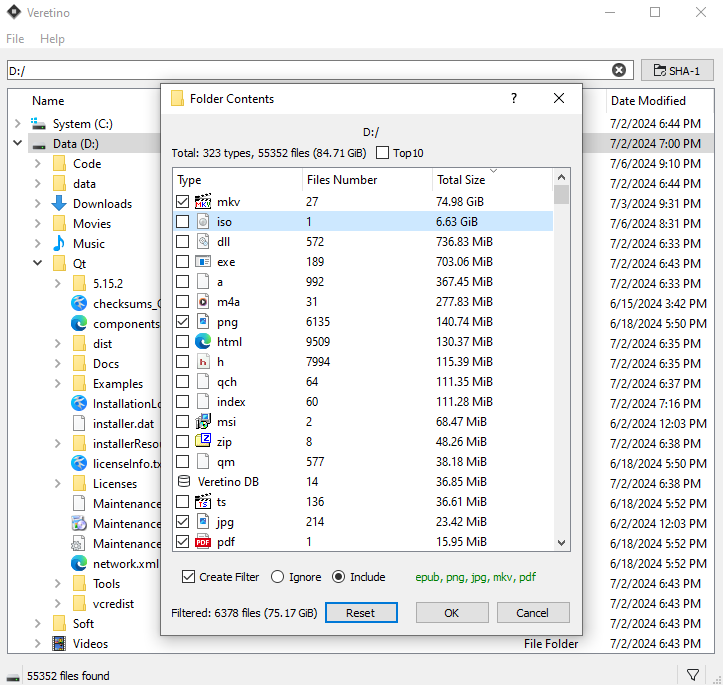 Veretino
File Help
D:/
SHA-1
Name
Date Modified
System (C:)
7/2/2024 6:44 PM
Data (D:)
7/2/2024 7:00 PM
Code
7/6/2024 9:10 PM
data
7/2/2024 6:44 PM
Downloads
7/3/2024 9:31 PM
Movies
7/6/2024 8:31 PM
Music
7/2/2024 6:33 PM
Qt
7/2/2024 6:43 PM
5.15.2
7/2/2024 6:33 PM
checksums_
6/15/2024 3:42 PM
components
6/18/2024 5:50 PM
dist
7/2/2024 6:35 PM
Docs
7/2/2024 6:35 PM
Examples
7/2/2024 6:37 PM
InstallationLo
7/2/2024 7:16 PM
installer.dat
6/2/2024 12:03 PM
installerResou
7/2/2024 6:38 PM
licenseInfo.tx
6/18/2024 5:50 PM
Licenses
7/2/2024 6:38 PM
Maintenance
6/18/2024 5:52 PM
Maintenance
6/2/2024 12:03 PM
Maintenance
6/18/2024 5:52 PM
network.xml
6/18/2024 5:52 PM
Tools
7/2/2024 6:43 PM
vcredist
7/2/2024 6:43 PM
Soft
7/2/2024 6:43 PM
Videos
File Folder
7/2/2024 6:43 PM
55352 files found
Folder Contents
?
D:/
Total: 323 types, 55352 files (84.71 GiB) Top10
Type Files Number Total Size
mkv 27 74.98 GiB
iso 1 6.63 GiB
dll 572 736.83 MiB
exe 189 703.06 MiB
a 992 367.45 MiB
m4a 31 277.83 MiB
png 6135 140.74 MiB
html 9509 130.37 MiB
h 7994 115.39 MiB
qch 64 111.35 MiB
index 60 111.28 MiB
msi 2 68.47 MiB
zip 8 48.26 MiB
qm 577 38.18 MiB
Veretino DB 14 36.85 MiB
ts 136 36.61 MiB
jpg 214 23.42 MiB
pdf 1 15.95 MiB
Create Filter Ignore Include epub, png, jpg, mkv, pdf
Filtered: 6378 files (75.17 GiB) Reset OK Cancel